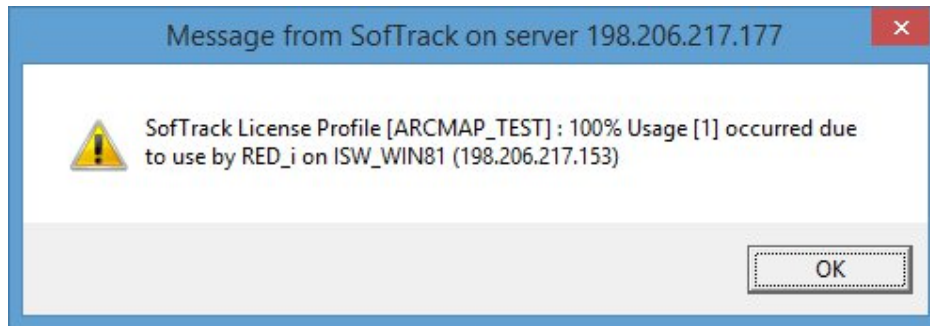 Message from SofTrack on server 198.206.217.177
SofTrack License Profile [ARCMAP_TEST] : 100% Usage [1] occurred due
to use by RED_i on ISW_WIN81 (198.206.217.153)
OK